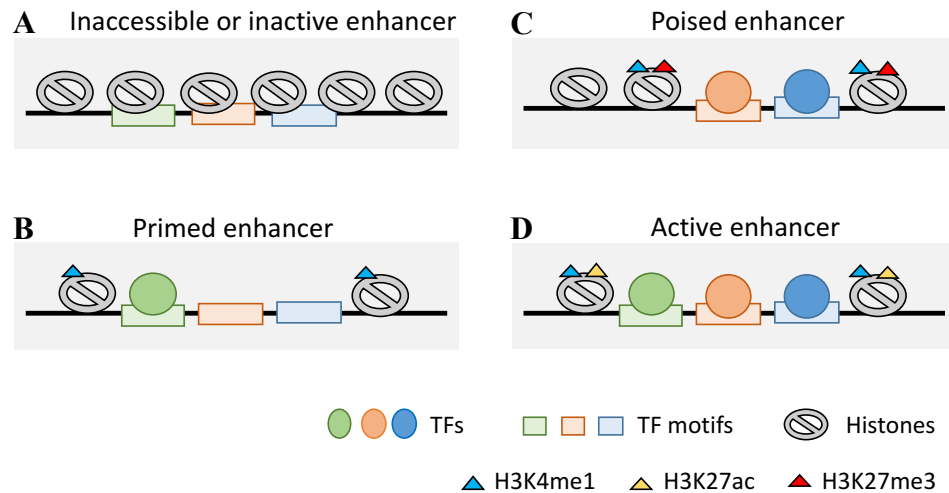 A Inaccessible or inactive enhancer
C Poised enhancer
B Primed enhancer
D Active enhancer
TFs TF motifs Histones
H3K4me1 H3K27ac H3K27me3